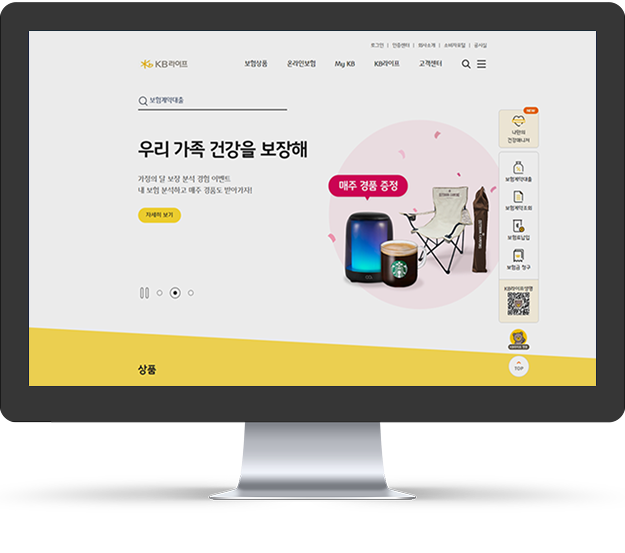 로그인 | 인증센터 | 회사소개 | 소비자포털 | 공시실
KB라이프
보험상품 온라인보험 My KB KB라이프 고객센터
보험계약대출
우리 가족 건강을 보장해
가정의 달 보장 분석 경험 이벤트
내 보험 분석하고 매주 경품도 받아가자!
자세히 보기
매주 경품 증정
NEW
나만의
건강매니저
보험계약대출
보험계약조회
보험료납입
보험금 청구
KB라이프생명
TOP
상품